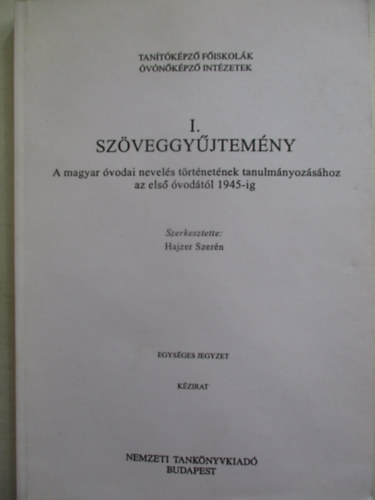 TANÍTÓKÉPZŐ FŐISKOLÁK
ÓVÓNŐKÉPZŐ INTÉZETEK
I.
SZÖVEGGYŰJTEMÉNY
A magyar óvodai nevelés történetének tanulmányozásához
az első óvodától 1945-ig
Szerkesztette:
Hajzer Szerén
EGYSÉGES JEGYZET
KÉZIRAT
NEMZETI TANKÖNYVKIADÓ
BUDAPEST